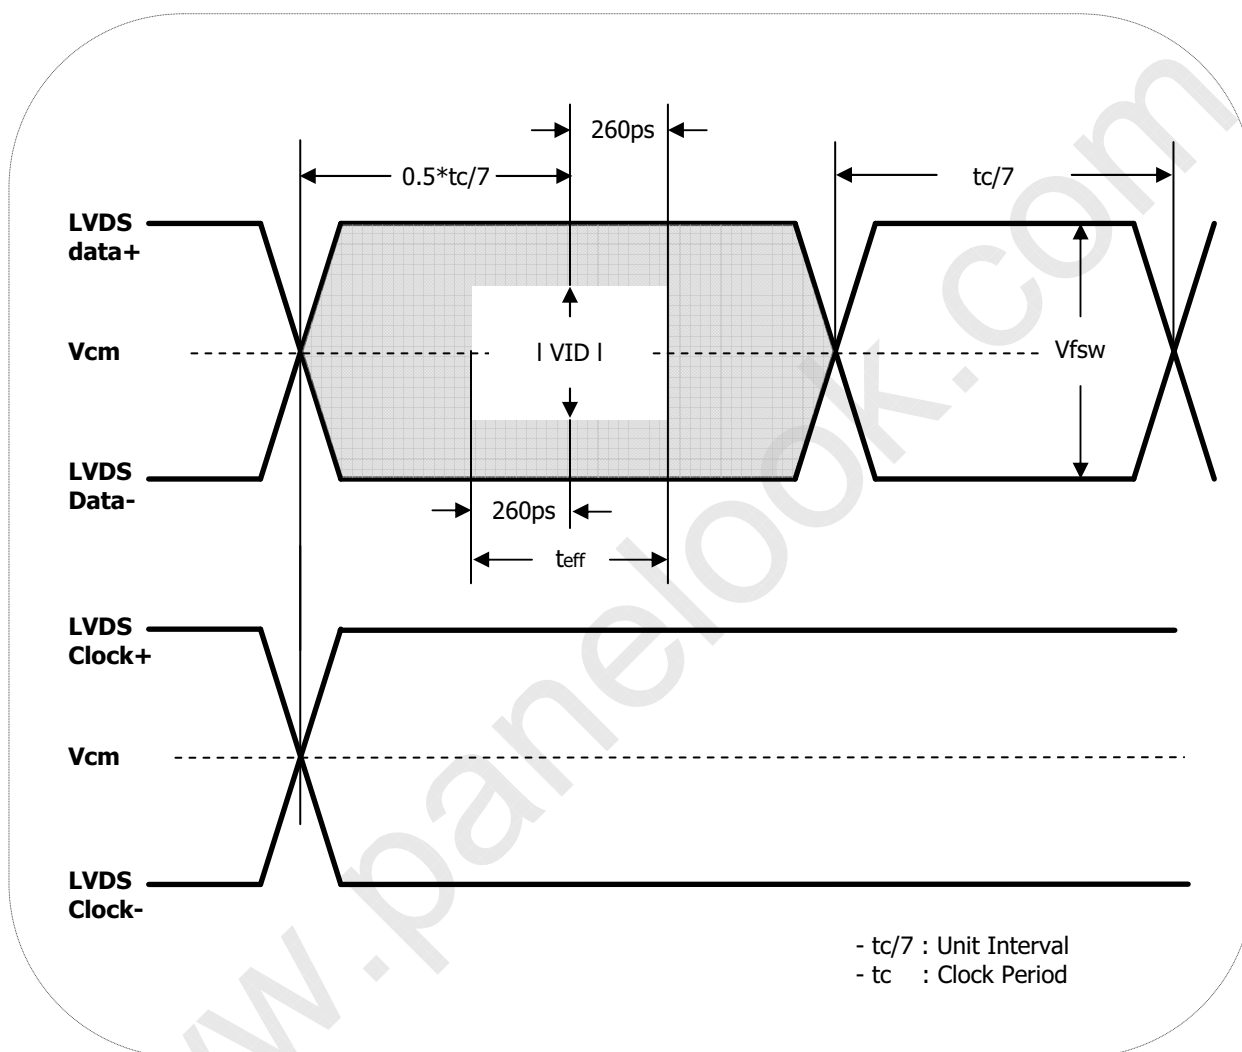 260ps
0.5*tc/7
tc/7
LVDS
data+
Vcm
l VID l
Vfsw
LVDS
Data-
260ps
teff
LVDS
Clock+
Vcm
LVDS
Clock-
- tc/7 : Unit Interval
- tc : Clock Period
w.panelook.com